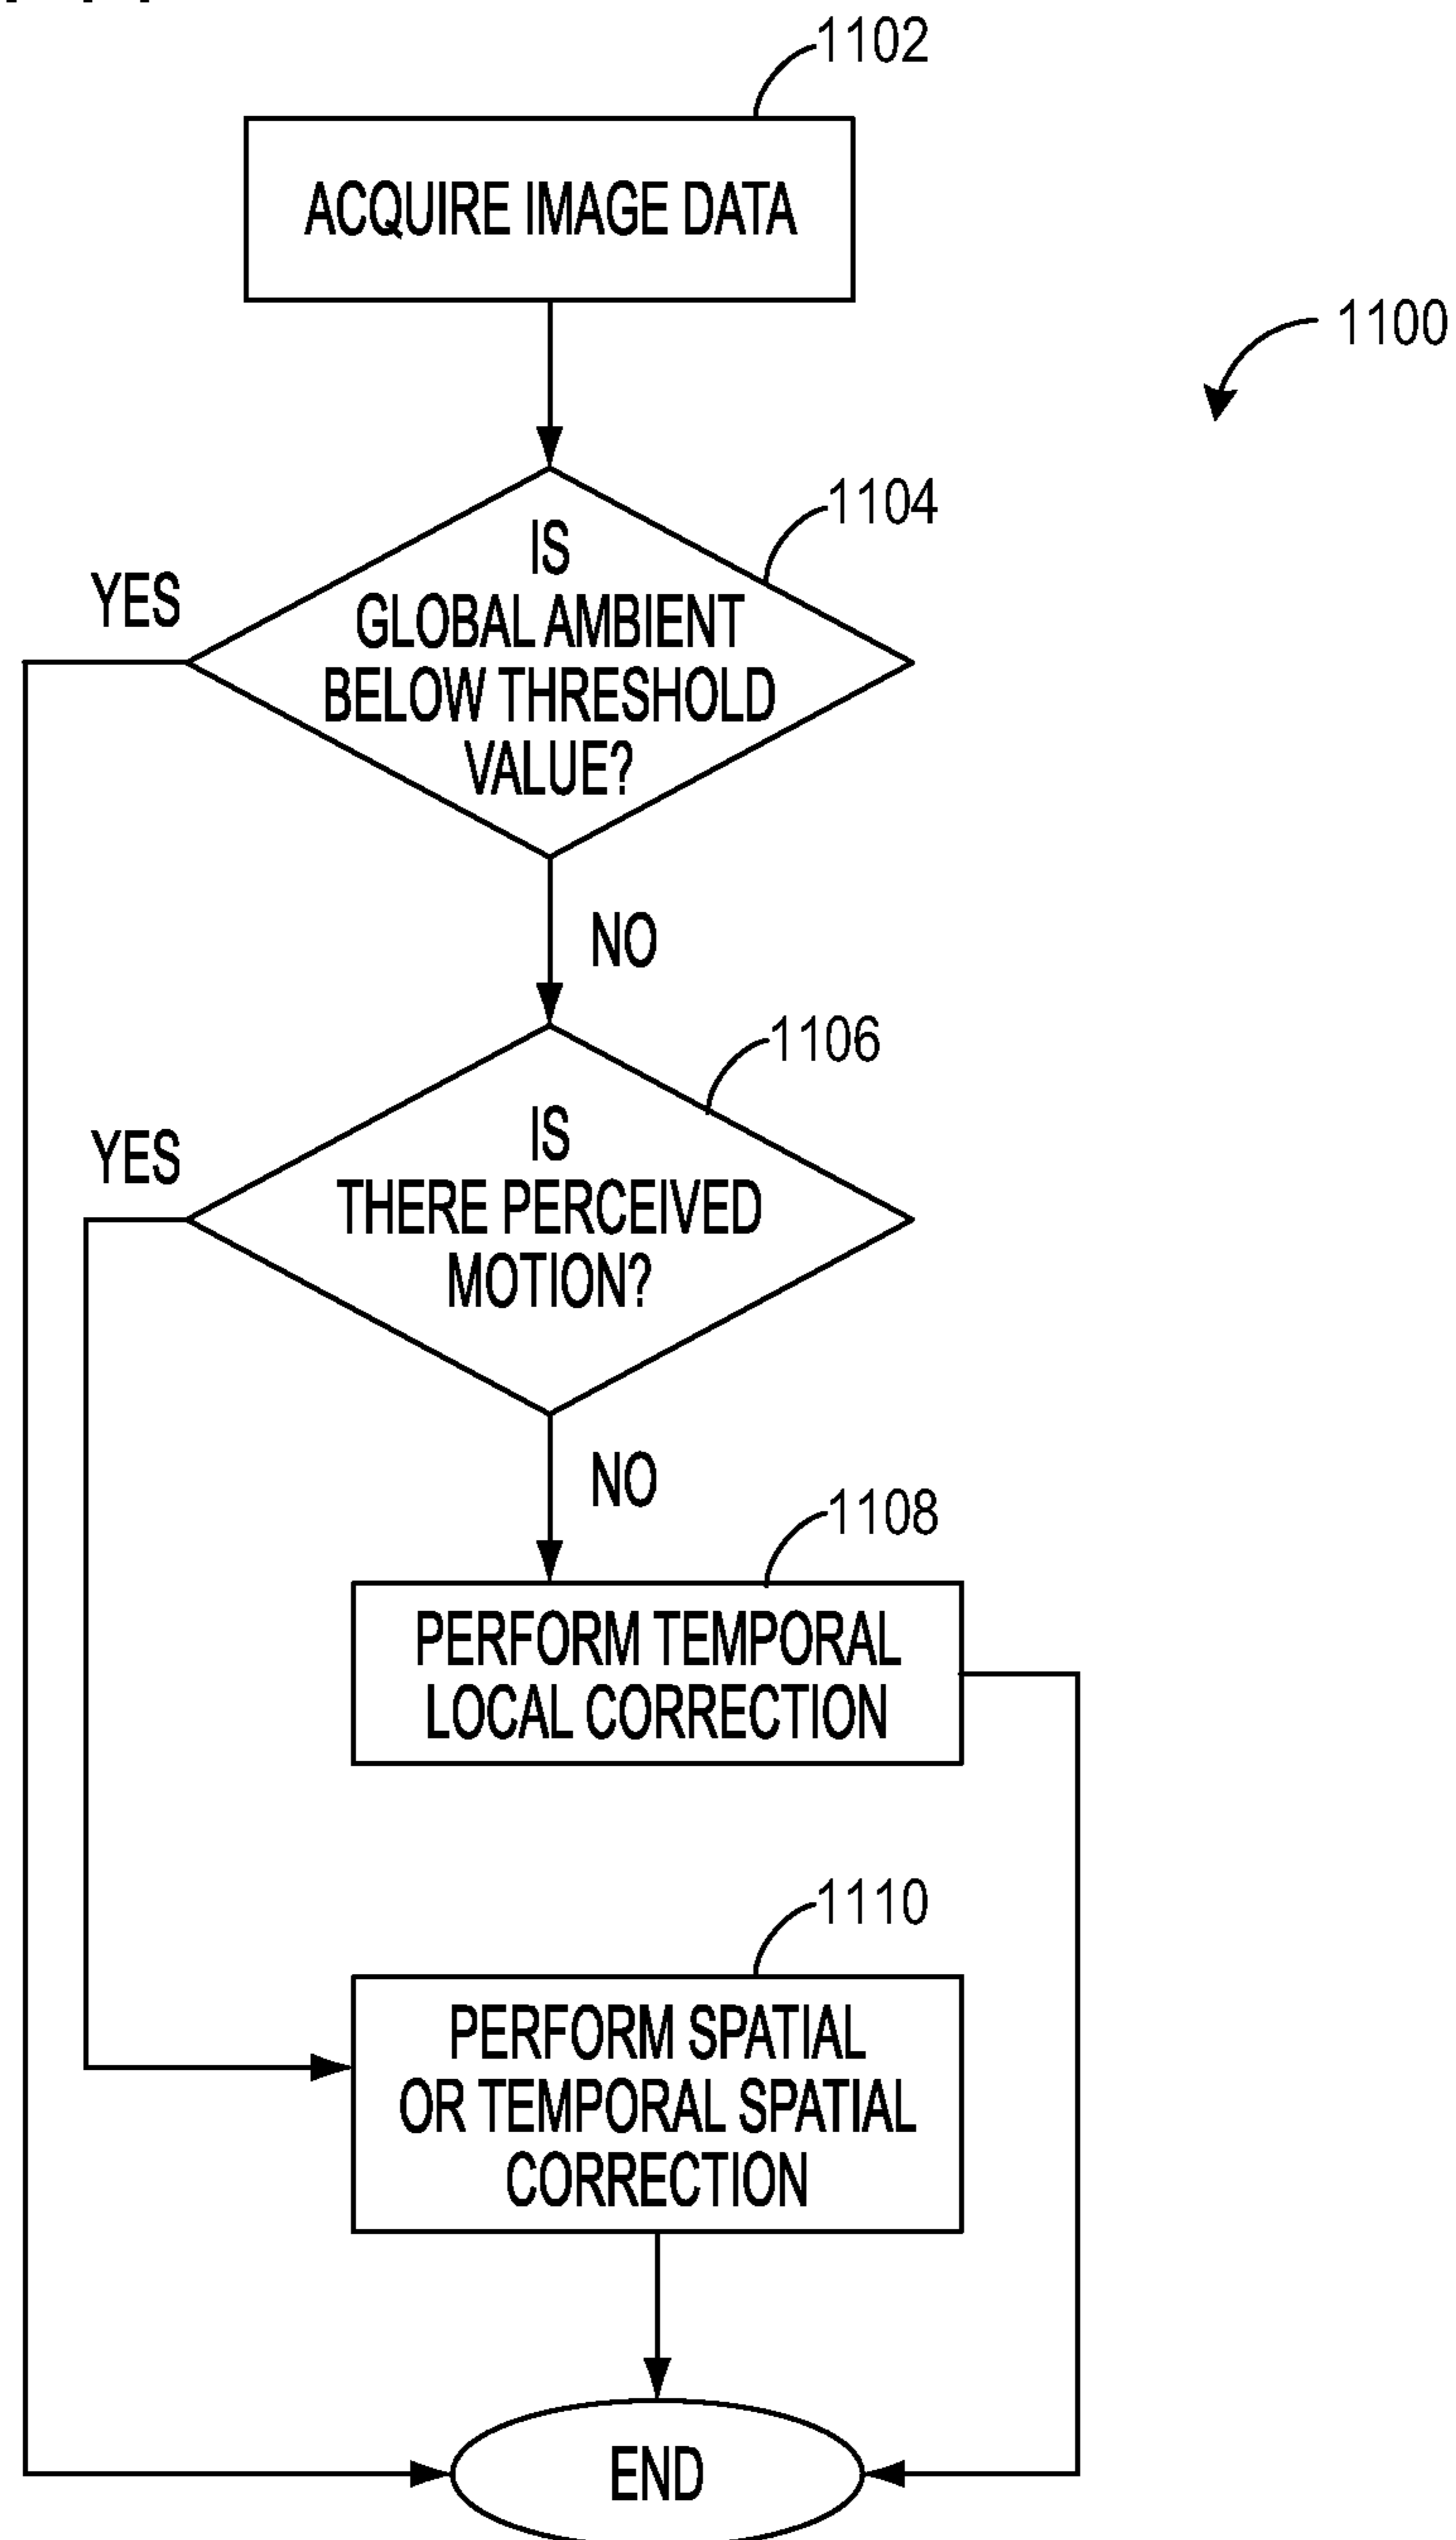 1102
ACQUIRE IMAGE DATA
1100
1104
IS
GLOBAL AMBIENT
BELOW THRESHOLD
VALUE?
YES
NO
1106
IS
THERE PERCEIVED
MOTION?
YES
NO
1108
PERFORM TEMPORAL
LOCAL CORRECTION
1110
PERFORM SPATIAL
OR TEMPORAL SPATIAL
CORRECTION
END